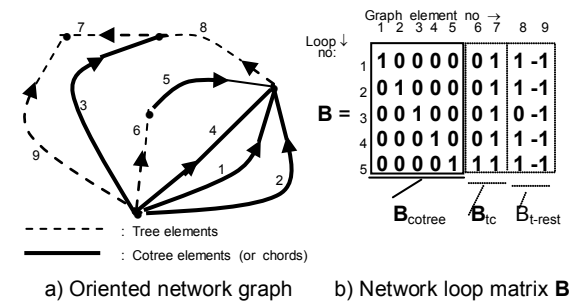 7
8
5
3
6
4
9
1
2
: Tree elements
: Cotree elements (or chords)
a) Oriented network graph
Graph element no →
1 2 3 4 5 6 7 8 9
Loop ↓
no:
1 1 0 0 0 0 0 1 1 -1
2 0 1 0 0 0 0 1 1 -1
B = 3 0 0 1 0 0 0 1 0 -1
4 0 0 0 1 0 0 1 1 -1
5 0 0 0 0 1 1 1 1 -1
Bcotree Btc Bt-rest
b) Network loop matrix B